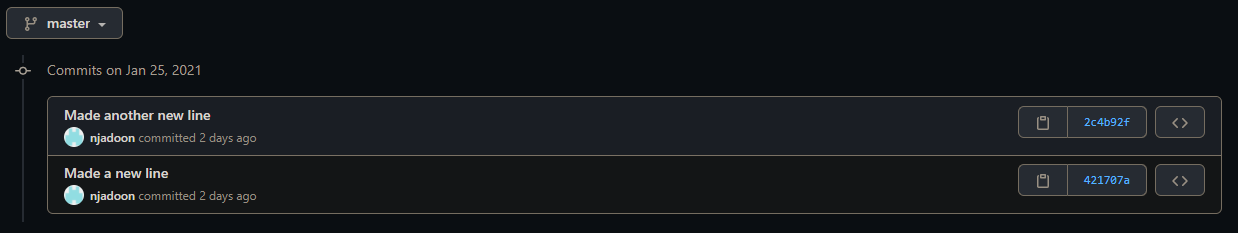 master
Commits on Jan 25, 2021
Made another new line
njadoon committed 2 days ago
2c4b92f
Made a new line
njadoon committed 2 days ago
421707a